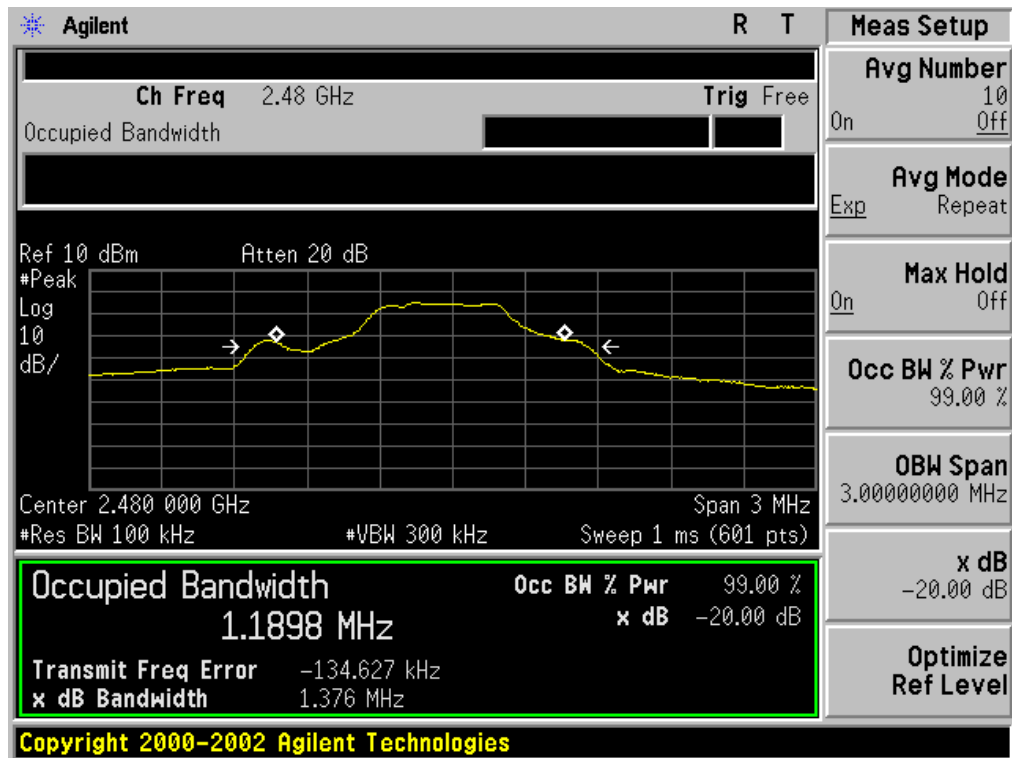 Agilent R T
Ch Freq 2.48 GHz Trig Free
Occupied Bandwidth
Ref 10 dBm Atten 20 dB
#Peak
Log
10
dB/
Center 2.480 000 GHz Span 3 MHz
#Res BW 100 kHz #VBW 300 kHz Sweep 1 ms (601 pts)
Occupied Bandwidth Occ BW % Pwr 99.00 %
1.1898 MHz x dB -20.00 dB
Transmit Freq Error -134.627 kHz
x dB Bandwidth 1.376 MHz
Copyright 2000-2002 Agilent Technologies
Meas Setup
Avg Number
10
On Off
Avg Mode
Exp Repeat
Max Hold
On Off
Occ BW % Pwr
99.00 %
OBW Span
3.00000000 MHz
x dB
-20.00 dB
Optimize
Ref Level